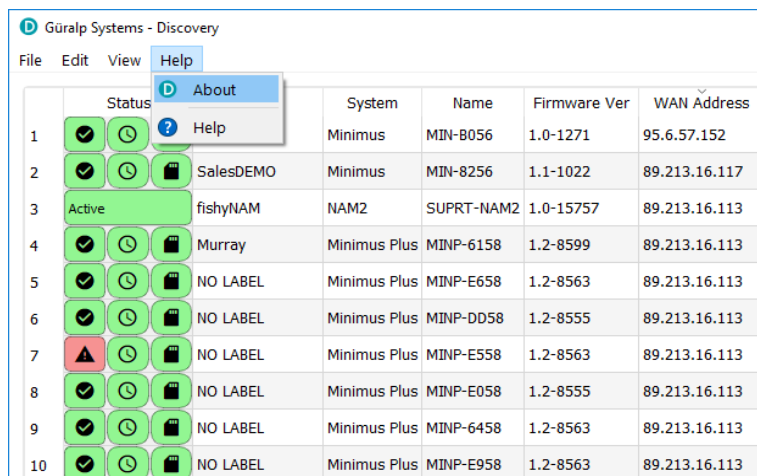 Güralp Systems - Discovery
File Edit View Help
About
Help
Status System Name Firmware Ver WAN Address
1 Minimus MIN-B056 1.0-1271 95.6.57.152
2 SalesDEMO Minimus MIN-8256 1.1-1022 89.213.16.117
3 Active fishyNAM NAM2 SUPRT-NAM2 1.0-15757 89.213.16.113
4 Murray Minimus Plus MINP-6158 1.2-8599 89.213.16.113
5 NO LABEL Minimus Plus MINP-E658 1.2-8563 89.213.16.113
6 NO LABEL Minimus Plus MINP-DD58 1.2-8555 89.213.16.113
7 NO LABEL Minimus Plus MINP-E558 1.2-8563 89.213.16.113
8 NO LABEL Minimus Plus MINP-E058 1.2-8555 89.213.16.113
9 NO LABEL Minimus Plus MINP-6458 1.2-8563 89.213.16.113
10 NO LABEL Minimus Plus MINP-E958 1.2-8563 89.213.16.113